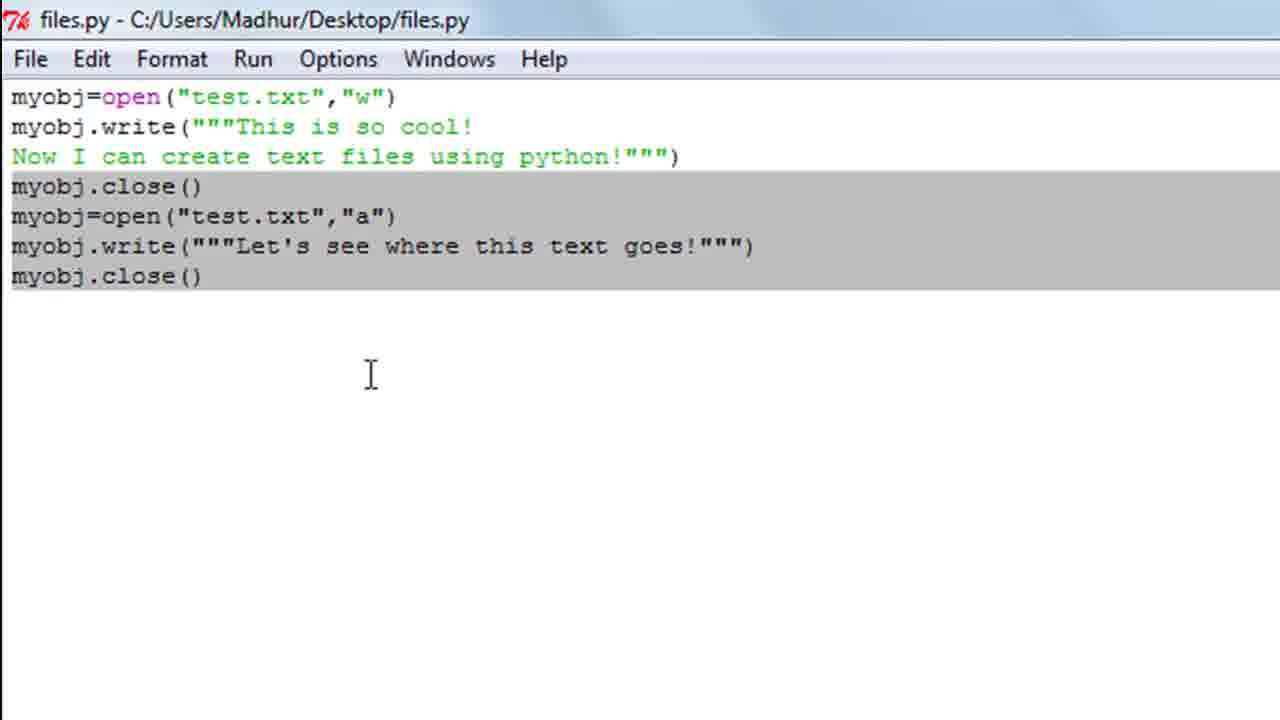 files.py - C:/Users/Madhur/Desktop/files.py
File Edit Format Run Options Windows Help
myobj=open("test.txt","w")
myobj.write("""This is so cool!
Now I can create text files using python!""")
myobj.close()
myobj=open("test.txt","a")
myobj.write("""Let's see where this text goes!""")
myobj.close()